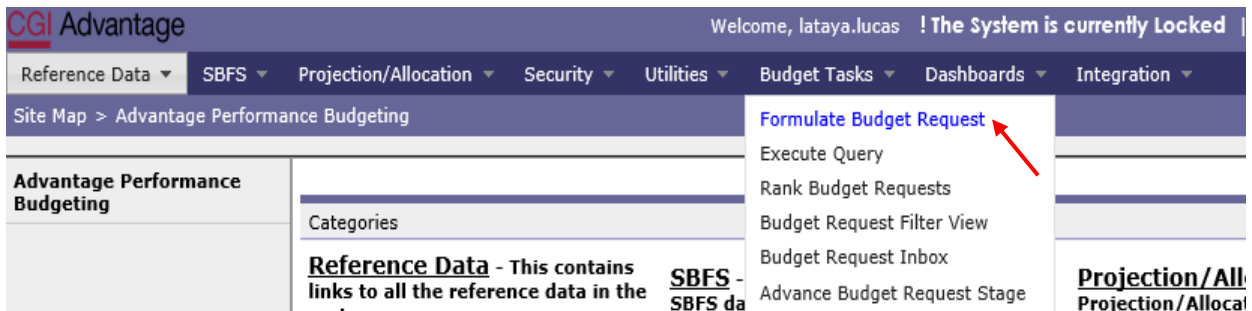 CGI Advantage
Welcome, lataya.lucas ! The System is currently Locked |
Reference Data SBFS Projection/Allocation Security Utilities Budget Tasks Dashboards Integration
Site Map > Advantage Performance Budgeting
Formulate Budget Request
Execute Query
Rank Budget Requests
Budget Request Filter View
Budget Request Inbox
Advance Budget Request Stage
Advantage Performance
Budgeting
Categories
Reference Data - This contains
links to all the reference data in the
SBFS -
SBFS da
Projection/All
Projection/Allocat